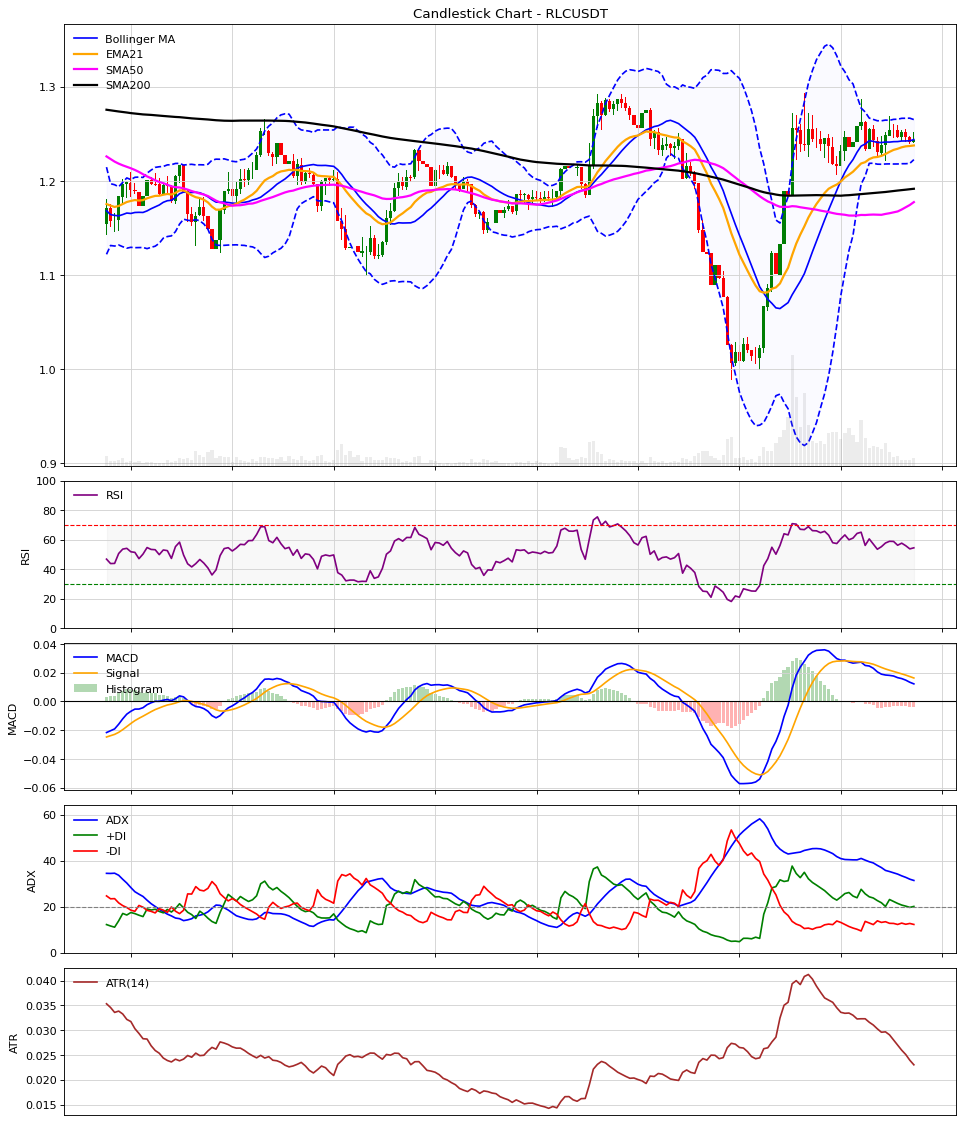 Candlestick Chart - RLCUSDT
Bollinger MA
EMA21
SMA50
SMA200
1.3
1.2
1.1
1.0
0.9
RSI
RSI
100
80
60
40
20
0
MACD
Signal
Histogram
MACD
0.04
0.02
0.00
−0.02
−0.04
−0.06
ADX
+DI
-DI
ADX
60
40
20
0
ATR(14)
ATR
0.040
0.035
0.030
0.025
0.020
0.015